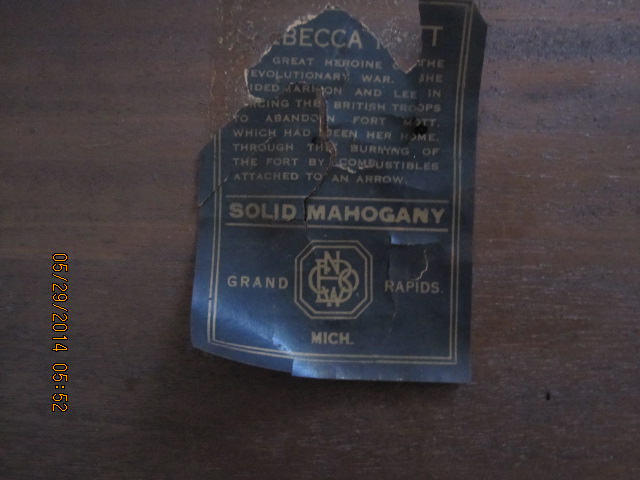 BECCA
GREAT HEROINE THE
EVOLUTIONARY WAR. SHE
IDED MARION AND LEE IN
CING THE BRITISH TROOPS
TO ABANDON FORT MOTT,
WHICH HAD BEEN HER HOME,
THROUGH THE BURNING OF
THE FORT BY COMBUSTIBLES
ATTACHED TO AN ARROW.
SOLID MAHOGANY
GRAND RAPIDS.
MICH.
05/29/2014 05:52